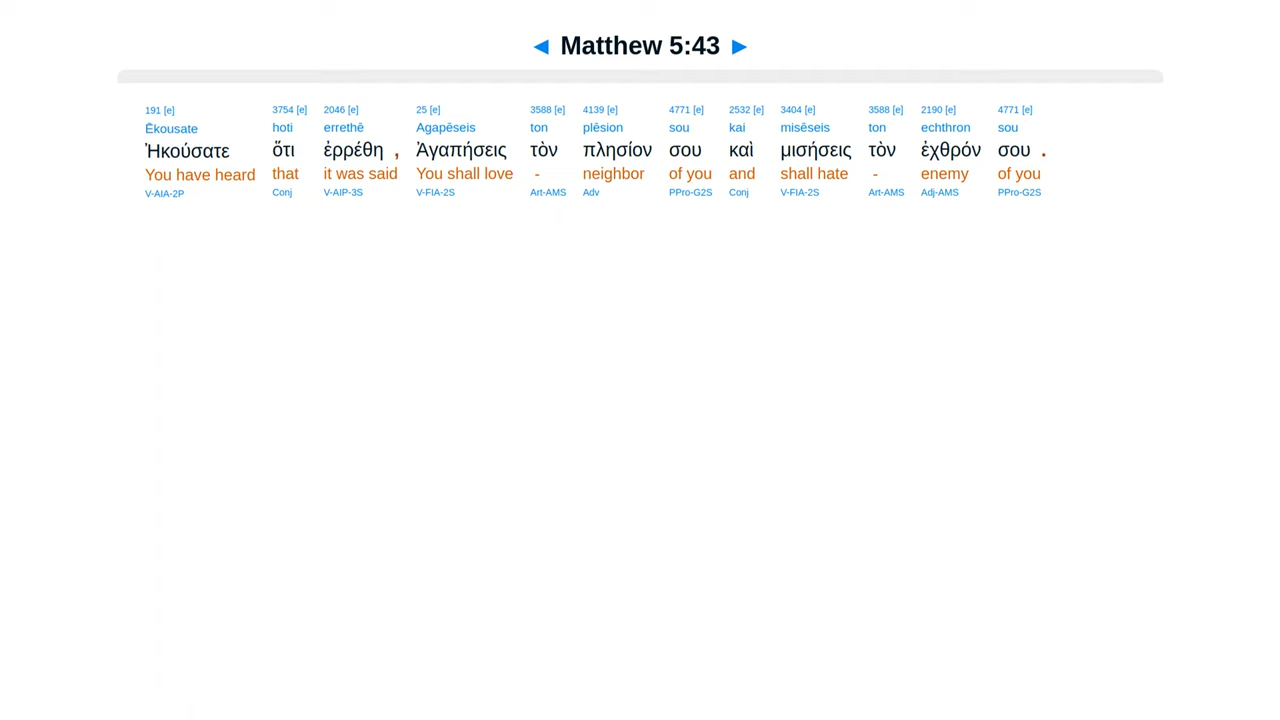 ◄ Matthew 5:43 ►
191 [e] 3754 [e] 2046 [e] 25 [e] 3588 [e] 4139 [e] 4771 [e] 2532 [e] 3404 [e] 3588 [e] 2190 [e] 4771 [e]
Ēkousate hoti errethē Agapēseis ton plēsion sou kai misēseis ton echthron sou
Ἠκούσατε ὅτι ἐρρέθη , Ἀγαπήσεις τὸν πλησίον σου καὶ μισήσεις τὸν ἐχθρόν σου .
You have heard that it was said You shall love - neighbor of you and shall hate - enemy of you
V-AIA-2P Conj V-AIP-3S V-FIA-2S Art-AMS Adv PPro-G2S Conj V-FIA-2S Art-AMS Adj-AMS PPro-G2S